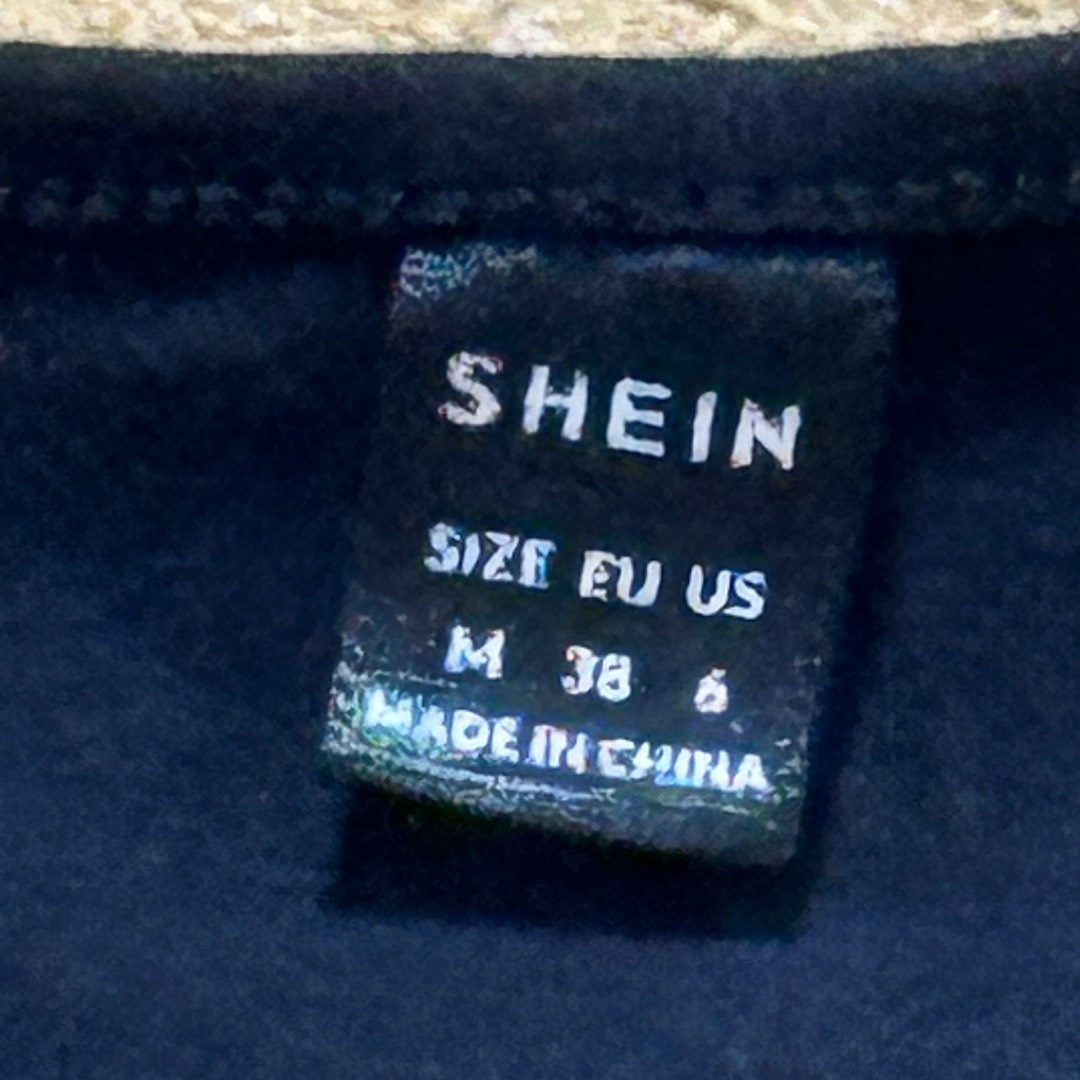 SHEIN
SIZE EU US
M 38 6
MADE IN CHINA